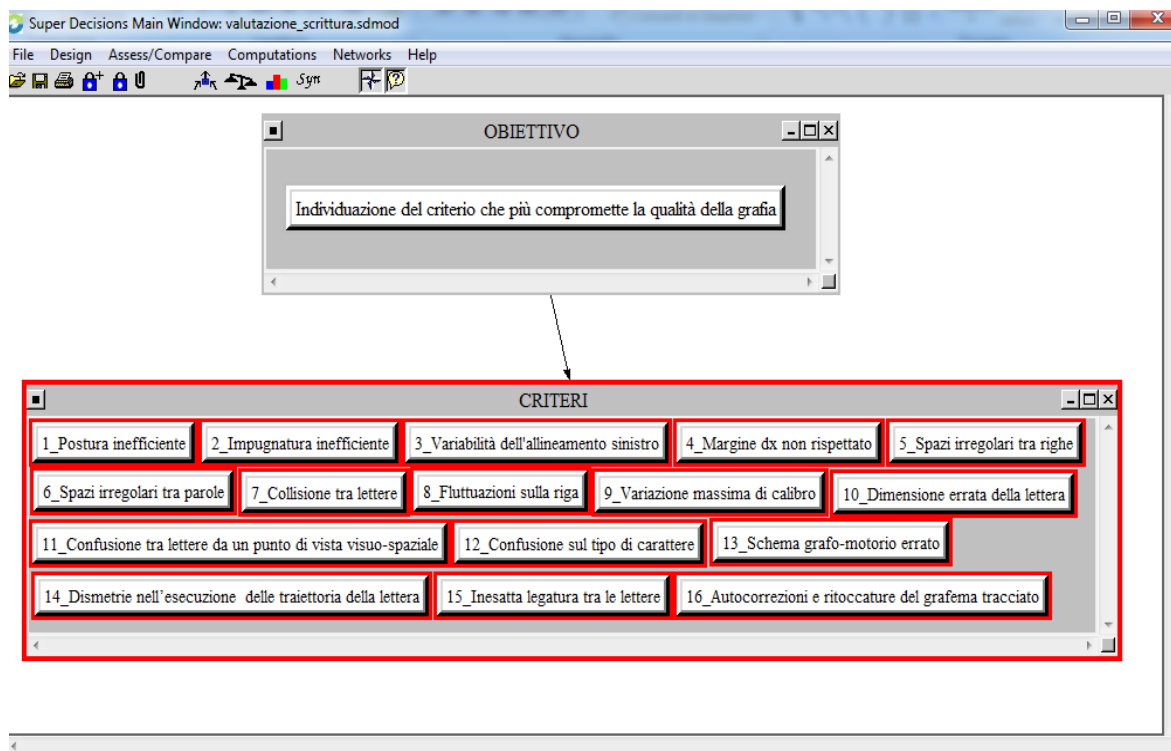 Super Decisions Main Window: valutazione_scrittura.sdmod
File Design Assess/Compare Computations Networks Help
Syn
OBIETTIVO
Individuazione del criterio che più compromette la qualità della grafia
CRITERI
1_Postura inefficiente 2_Impugnatura inefficiente 3_Variabilità dell'allineamento sinistro 4_Margine dx non rispettato 5_Spazi irregolari tra righe
6_Spazi irregolari tra parole 7_Collisione tra lettere 8_Fluttuazioni sulla riga 9_Variazione massima di calibro 10_Dimensione errata della lettera
11_Confusione tra lettere da un punto di vista visuo-spaziale 12_Confusione sul tipo di carattere 13_Schema grafo-motorio errato
14_Dismetrie nell'esecuzione delle traiettoria della lettera 15_Inesatta legatura tra le lettere 16_Autocorrezioni e ritoccature del grafema tracciato